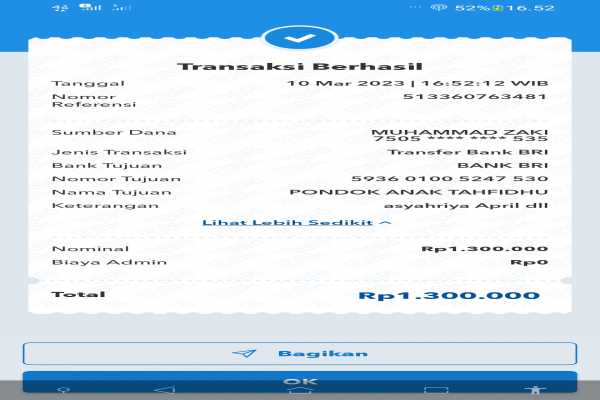 52% 16.52
Transaksi Berhasil
Tanggal 10 Mar 2023 | 16:52:12 WIB
Nomor Referensi 513360763481
Sumber Dana MUHAMMAD ZAKI
7505 **** **** 535
Jenis Transaksi Transfer Bank BRI
Bank Tujuan BANK BRI
Nomor Tujuan 5936 0100 5247 530
Nama Tujuan PONDOK ANAK TAHFIDHU
Keterangan asyahriya April dll
Lihat Lebih Sedikit
Nominal Rp1.300.000
Biaya Admin Rp0
Total Rp1.300.000
Bagikan
OK